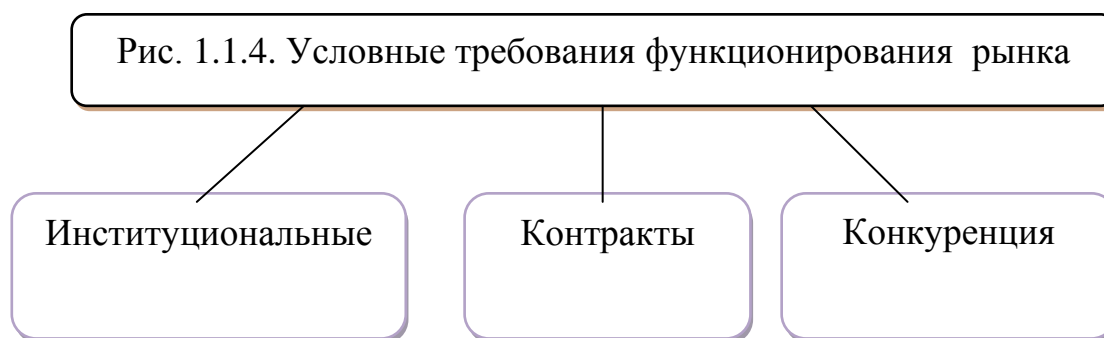 Рис. 1.1.4. Условные требования функционирования рынка
Институциональные
Контракты
Конкуренция